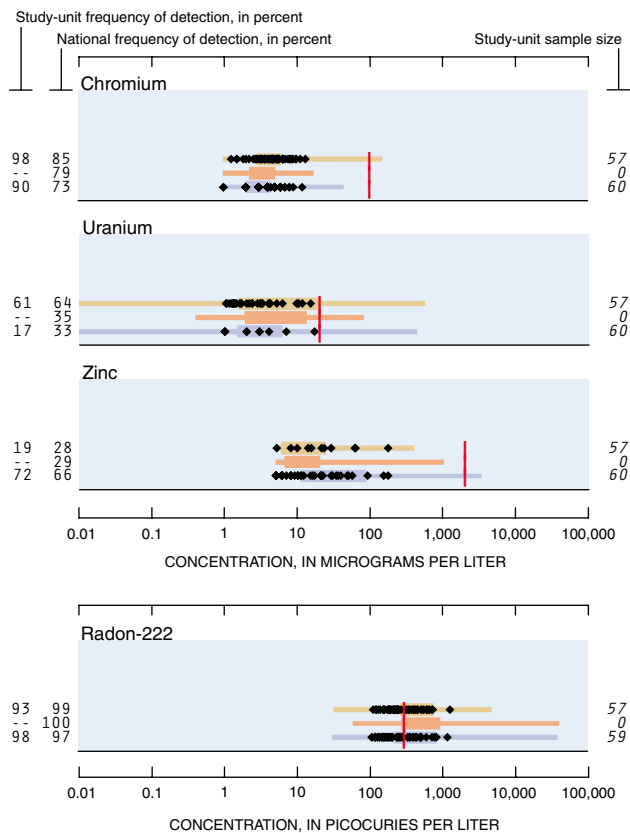 Study-unit frequency of detection, in percent
National frequency of detection, in percent
Study-unit sample size
Chromium
98 85 57
-- 79 0
90 73 60
Uranium
61 64 57
-- 35 0
17 33 60
Zinc
19 28 57
-- 29 0
72 66 60
0.01 0.1 1 10 100 1,000 10,000 100,000
CONCENTRATION, IN MICROGRAMS PER LITER
Radon-222
93 99 57
-- 100 0
98 97 59
0.01 0.1 1 10 100 1,000 10,000 100,000
CONCENTRATION, IN PICOCURIES PER LITER